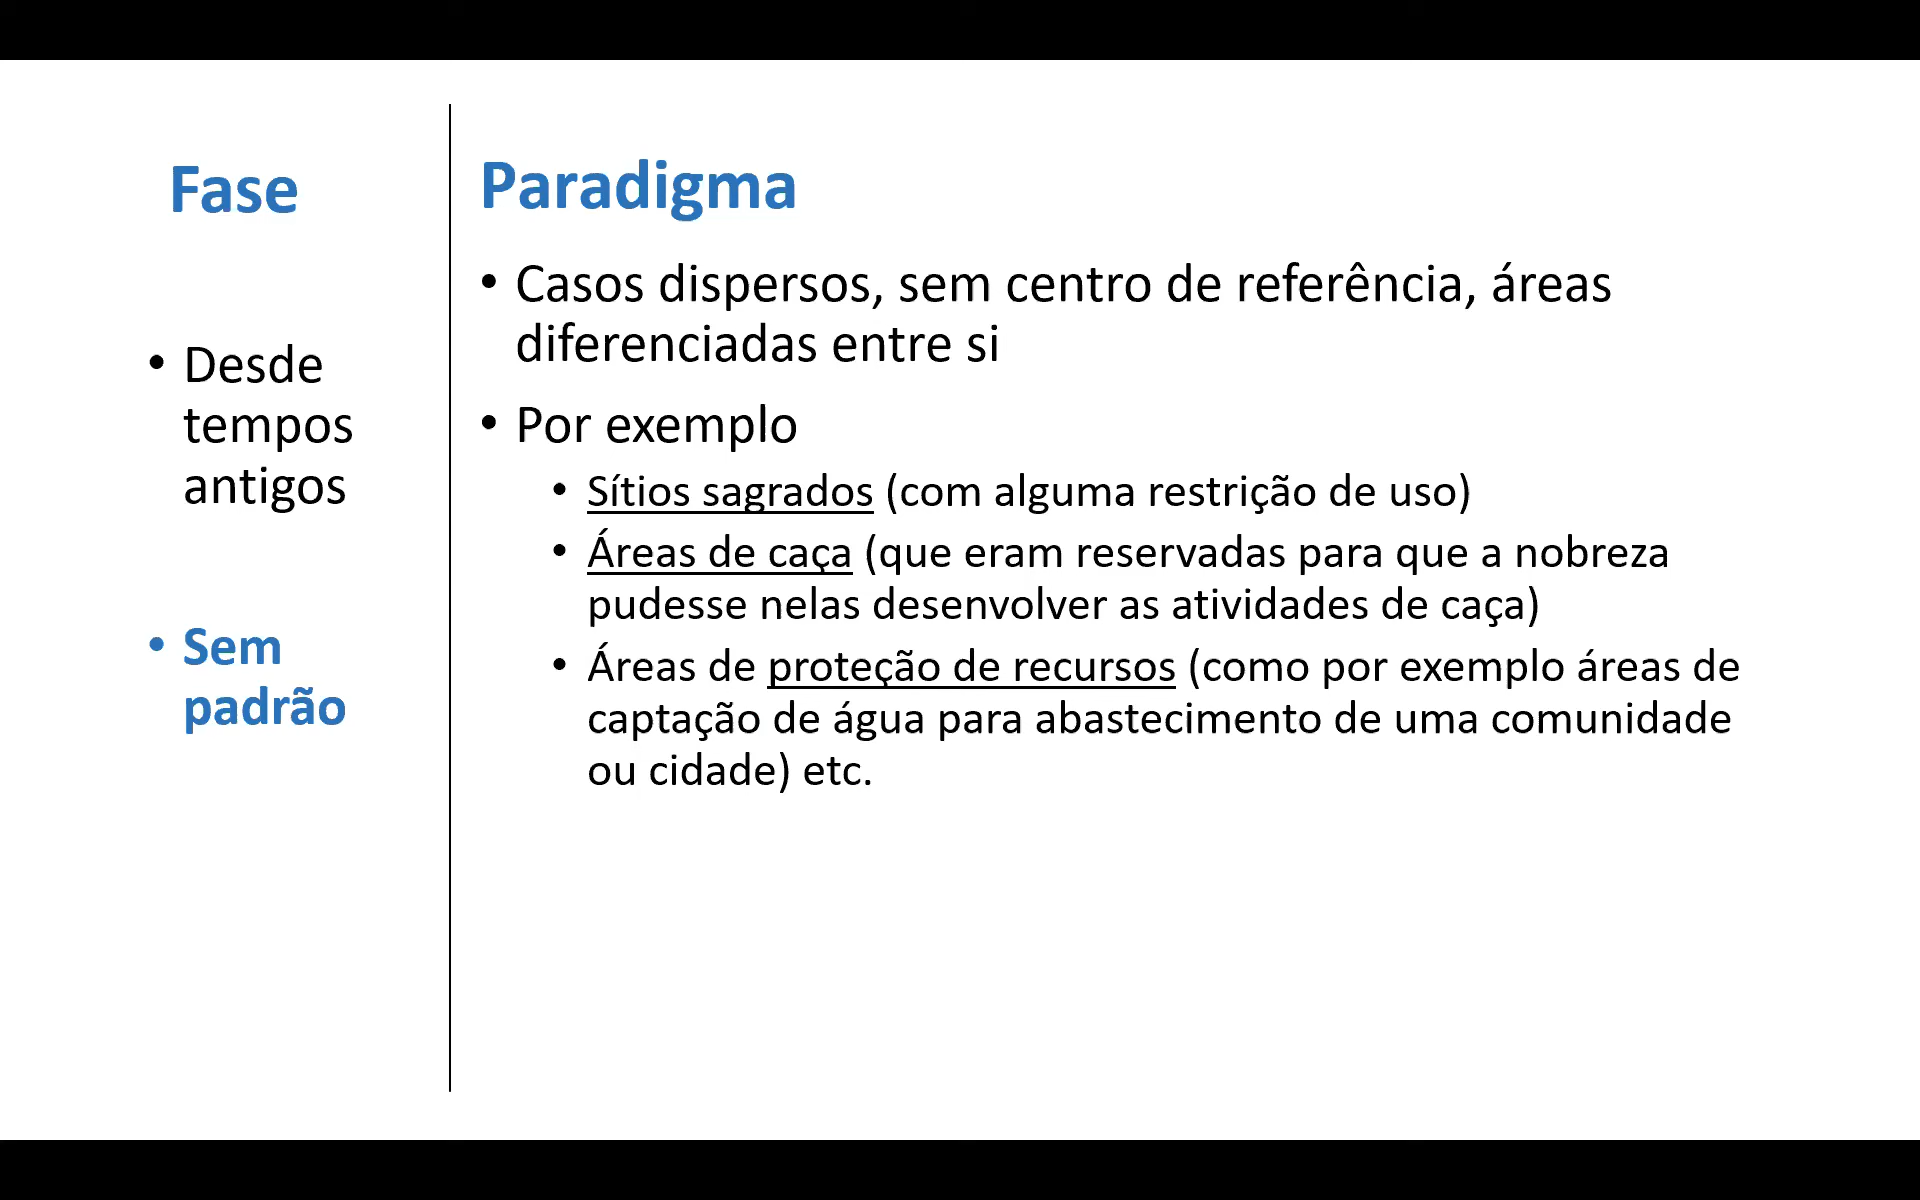 Fase
• Desde
tempos
antigos
• Sem
padrão
Paradigma
• Casos dispersos, sem centro de referência, áreas
diferenciadas entre si
• Por exemplo
• Sítios sagrados (com alguma restrição de uso)
• Áreas de caça (que eram reservadas para que a nobreza
pudesse nelas desenvolver as atividades de caça)
• Áreas de proteção de recursos (como por exemplo áreas de
captação de água para abastecimento de uma comunidade
ou cidade) etc.